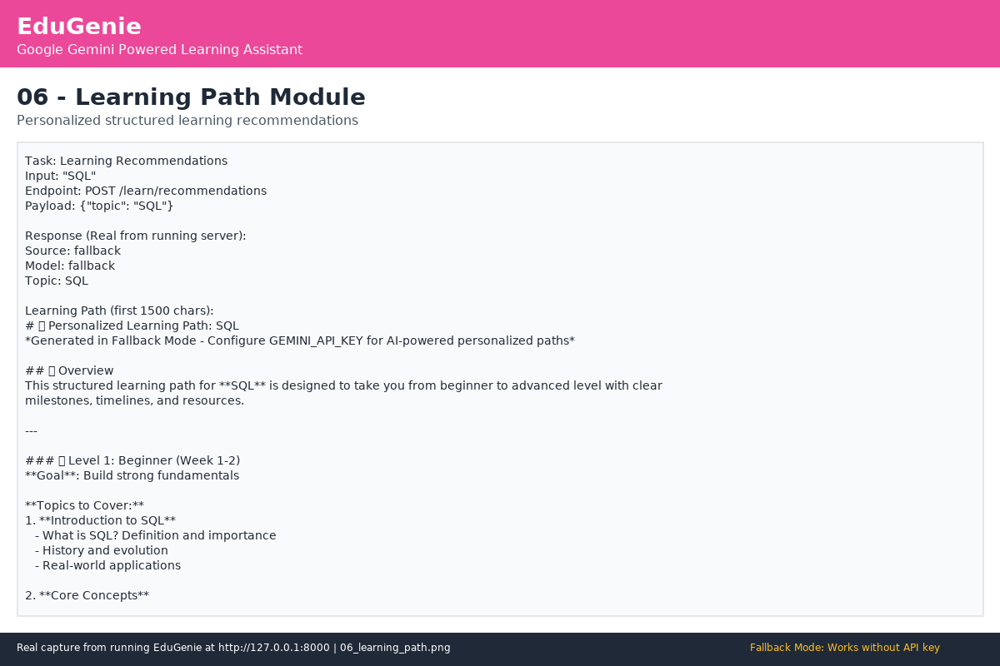 EduGenie
Google Gemini Powered Learning Assistant
06 - Learning Path Module
Personalized structured learning recommendations
Task: Learning Recommendations
Input: "SQL"
Endpoint: POST /learn/recommendations
Payload: {"topic": "SQL"}
Response (Real from running server):
Source: fallback
Model: fallback
Topic: SQL
Learning Path (first 1500 chars):
# Personalized Learning Path: SQL
*Generated in Fallback Mode - Configure GEMINI_API_KEY for AI-powered personalized paths*
## Overview
This structured learning path for **SQL** is designed to take you from beginner to advanced level with clear
milestones, timelines, and resources.
---
### Level 1: Beginner (Week 1-2)
**Goal**: Build strong fundamentals
**Topics to Cover:**
1. **Introduction to SQL**
- What is SQL? Definition and importance
- History and evolution
- Real-world applications
2. **Core Concepts**
Real capture from running EduGenie at http://127.0.0.1:8000 | 06_learning_path.png
Fallback Mode: Works without API key